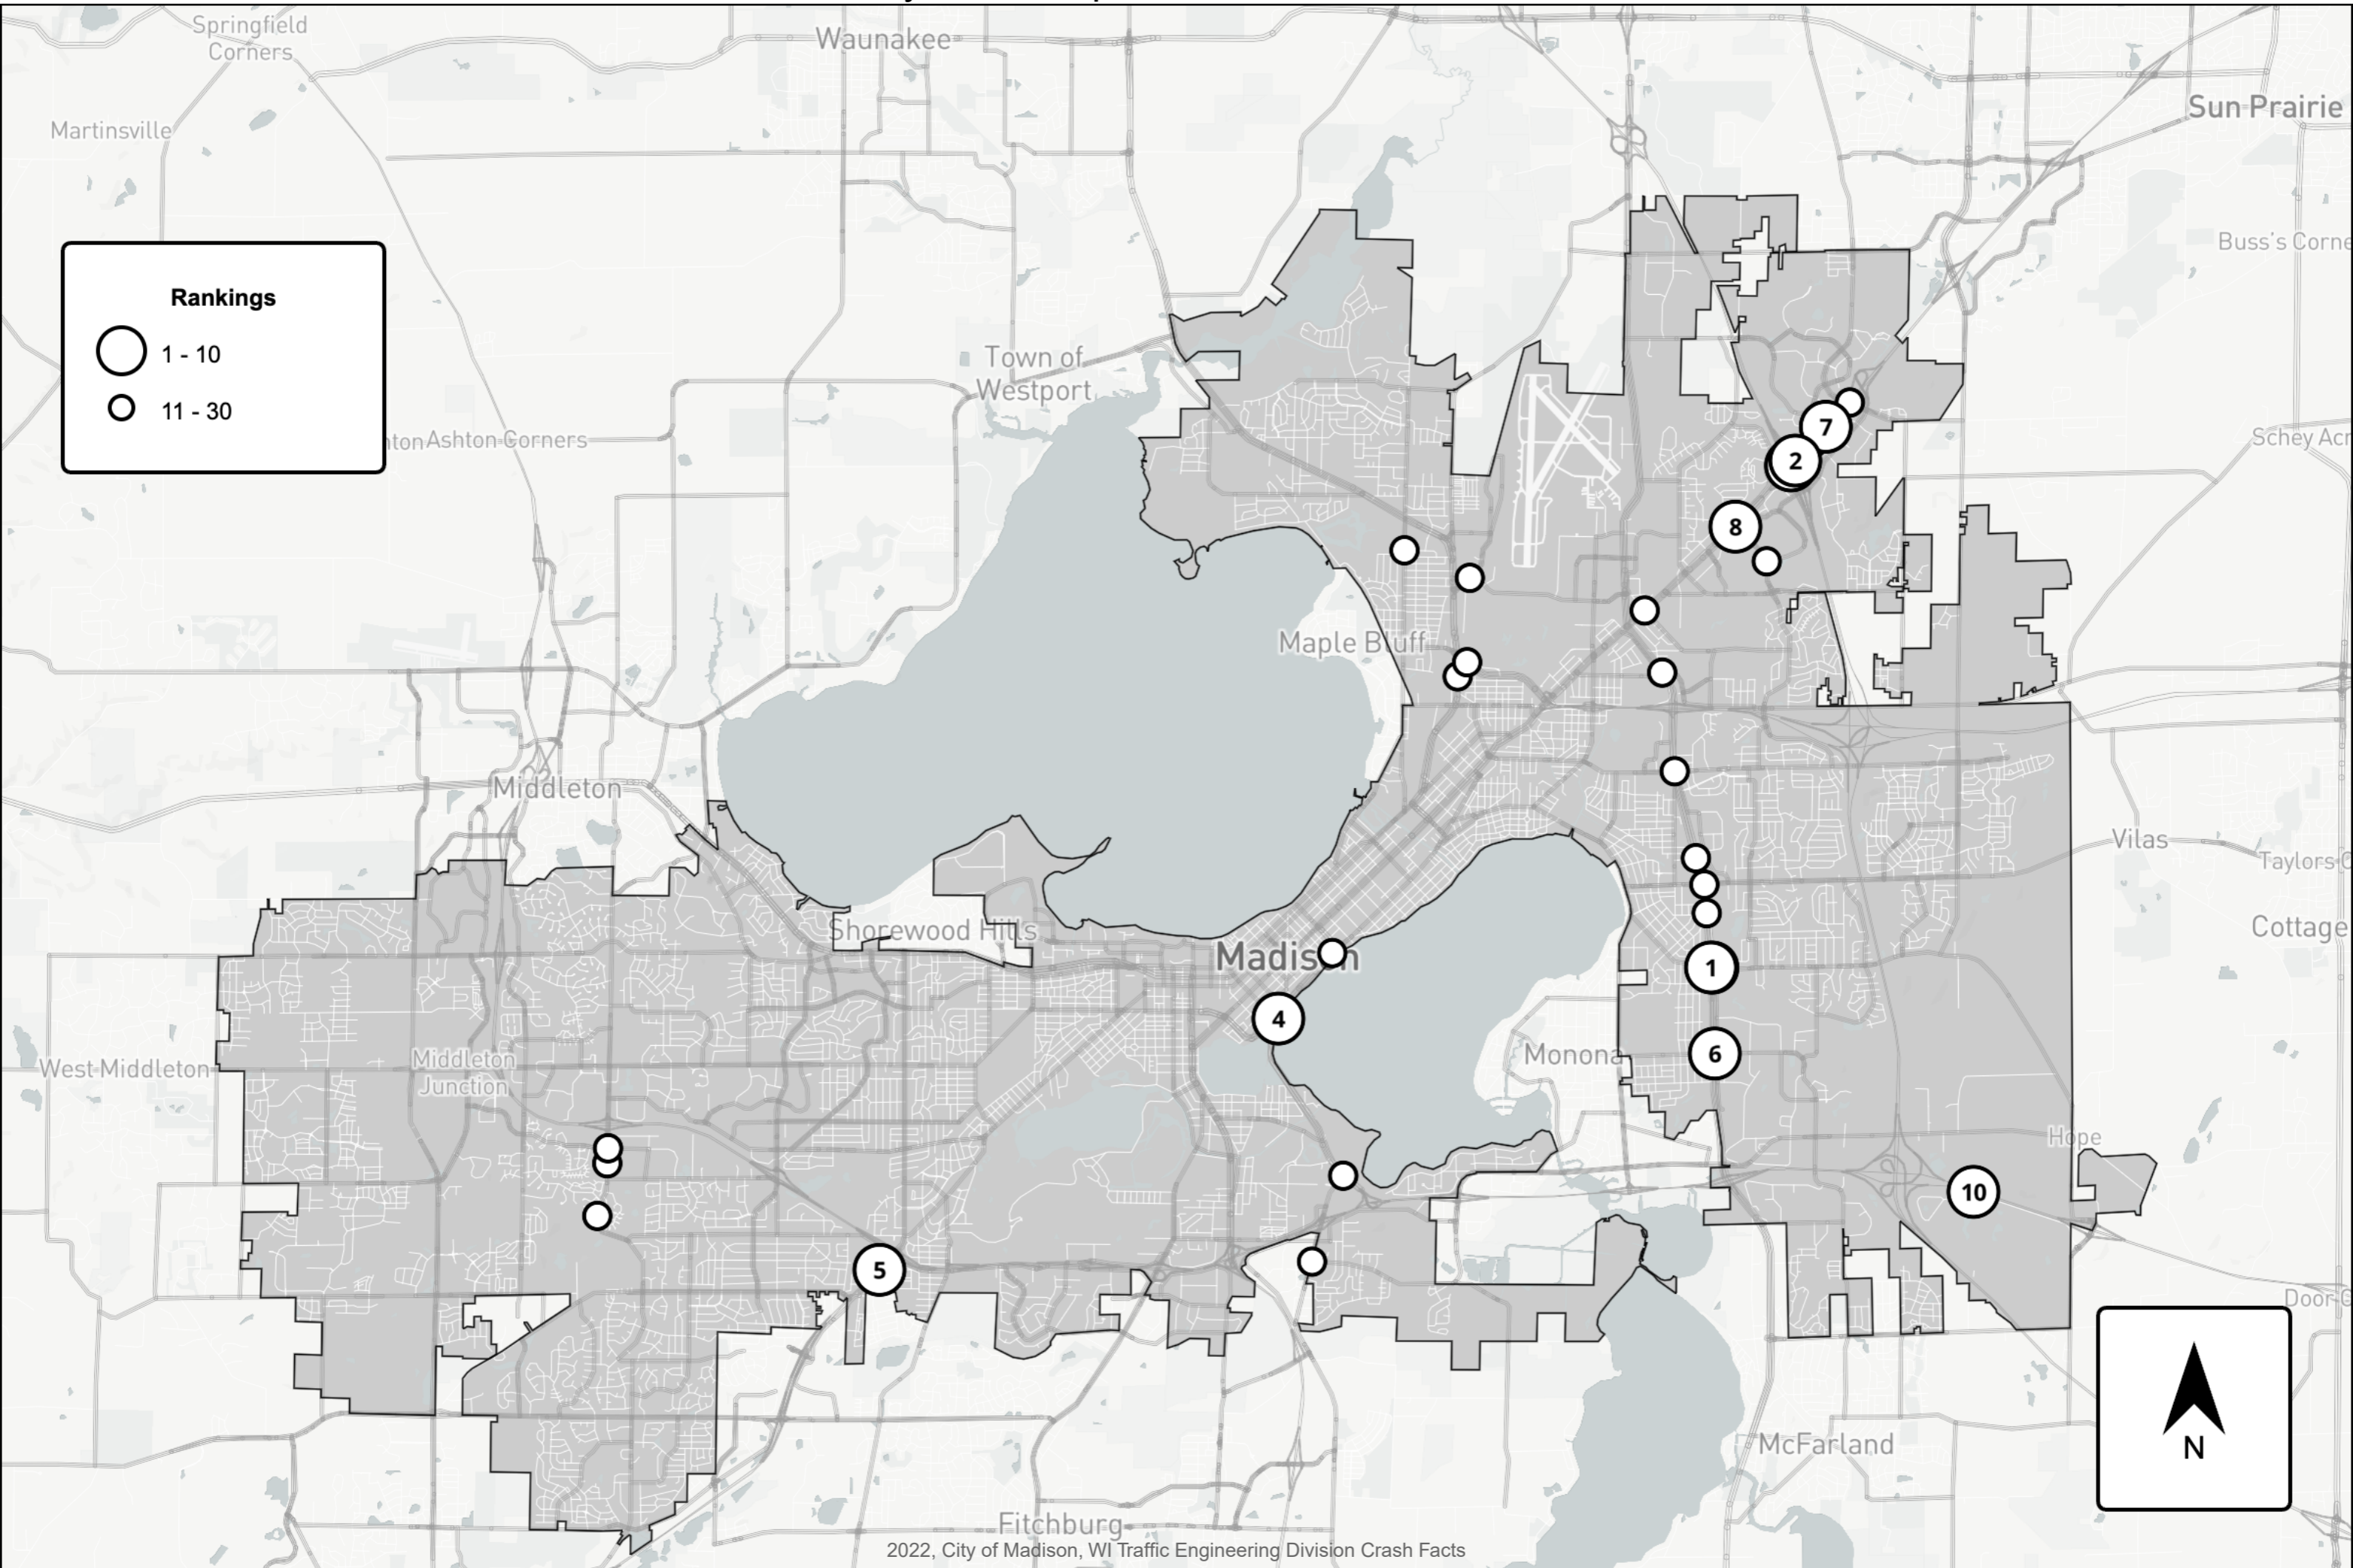 Springfield
Corners
Waunakee
Martinsville
Sun Prairie
Buss's Corne
Rankings
1 - 10
11 - 30
Town of
Westport
nton
Ashton Corners
Schey Acr
7
2
8
Maple Bluff
Middleton
Vilas
Taylors C
Shorewood Hills
Cottage
Madison
1
4
6
West Middleton
Middleton
Junction
Monona
Hope
10
5
Door C
McFarland
N
Fitchburg
2022, City of Madison, WI Traffic Engineering Division Crash Facts